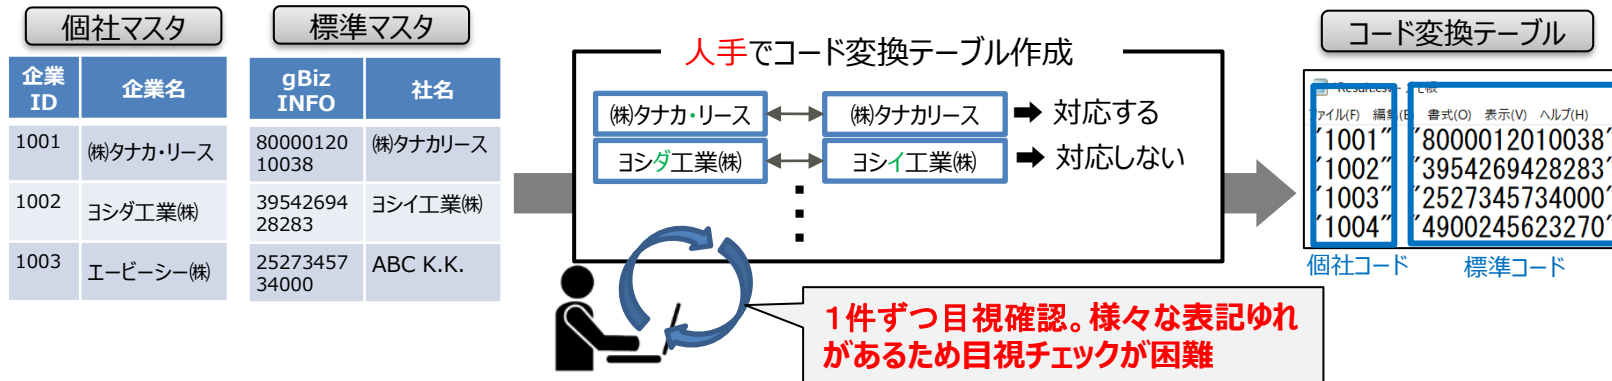 個社マスタ
企業
ID
企業名
1001
㈱タナカ・リース
1002
ヨシダ工業㈱
1003
エービーシー㈱
標準マスタ
gBiz
INFO
社名
80000120
10038
㈱タナカリース
39542694
28283
ヨシイ工業㈱
25273457
34000
ABC K.K.
人手でコード変換テーブル作成
㈱タナカ・リース
㈱タナカリース
➡ 対応する
ヨシダ工業㈱
ヨシイ工業㈱
➡ 対応しない
1件ずつ目視確認。様々な表記ゆれ
があるため目視チェックが困難
コード変換テーブル
ファイル(F) 編集(E 書式(O) 表示(V) ヘルプ(H)
"1001" "8000012010038"
"1002" "3954269428283"
"1003" "2527345734000"
"1004" "4900245623270"
個社コード
標準コード